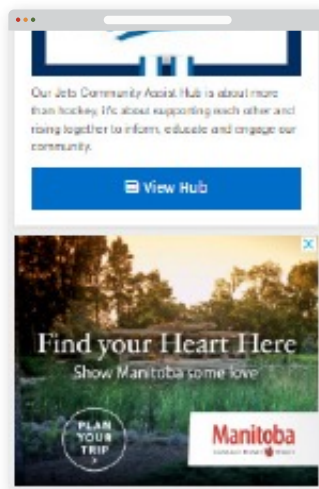 Our Jets Community Assist Hub is about more
than hockey, it's about supporting each other and
rising together to inform, educate and engage our
community.
View Hub
Find your Heart Here
Show Manitoba some love
PLAN
YOUR
TRIP
Manitoba